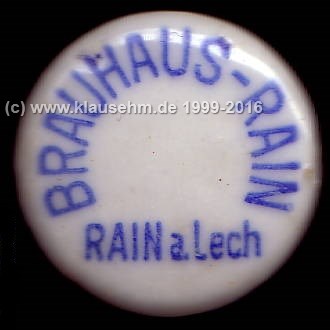 BRAUHAUS-RAIN
(c) www.klausehm.de 1999-2016
RAIN a. Lech